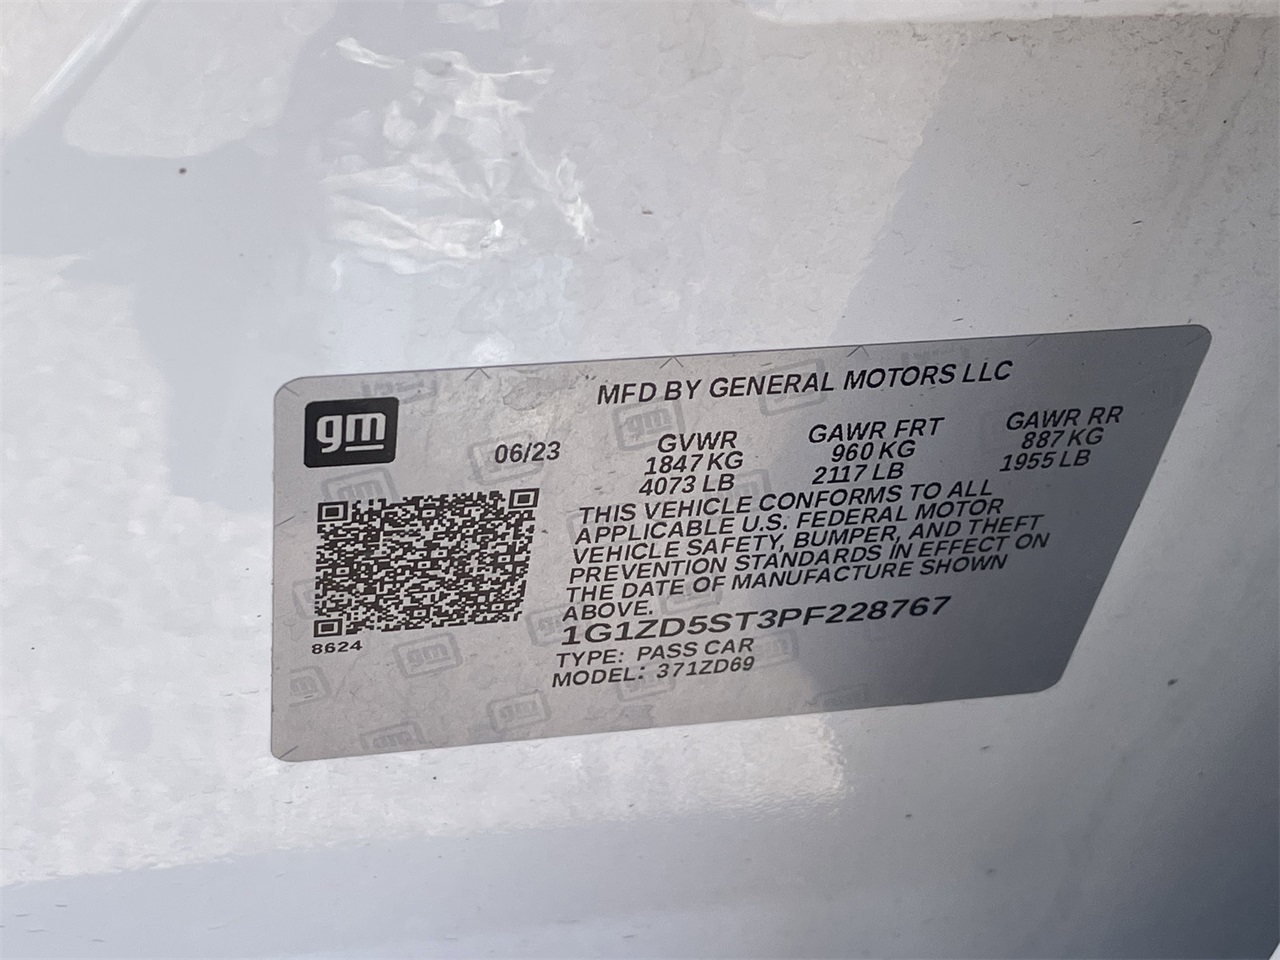 gm
MFD BY GENERAL MOTORS LLC
06/23
GVWR
1847 KG
4073 LB
GAWR FRT
960 KG
2117 LB
GAWR RR
887 KG
1955 LB
THIS VEHICLE CONFORMS TO ALL
APPLICABLE U.S. FEDERAL MOTOR
VEHICLE SAFETY, BUMPER, AND THEFT
PREVENTION STANDARDS IN EFFECT ON
THE DATE OF MANUFACTURE SHOWN
ABOVE.
1G1ZD5ST3PF228767
8624
TYPE: PASS CAR
MODEL: 371ZD69